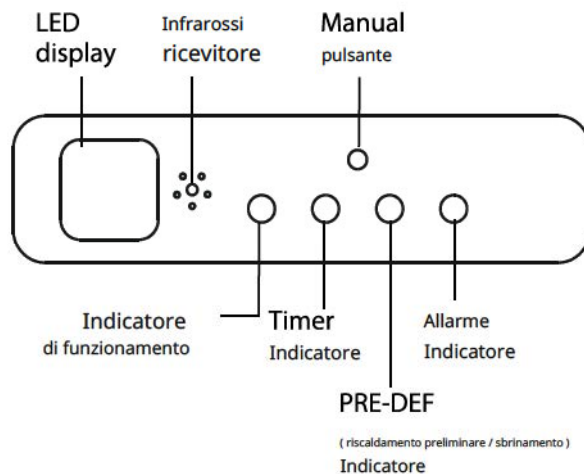 LED
display
Infrarossi
ricevitore
Manual
pulsante
Indicatore
di funzionamento
Timer
Indicatore
Allarme
Indicatore
PRE-DEF
( riscaldamento preliminare / sbrinamento )
Indicatore